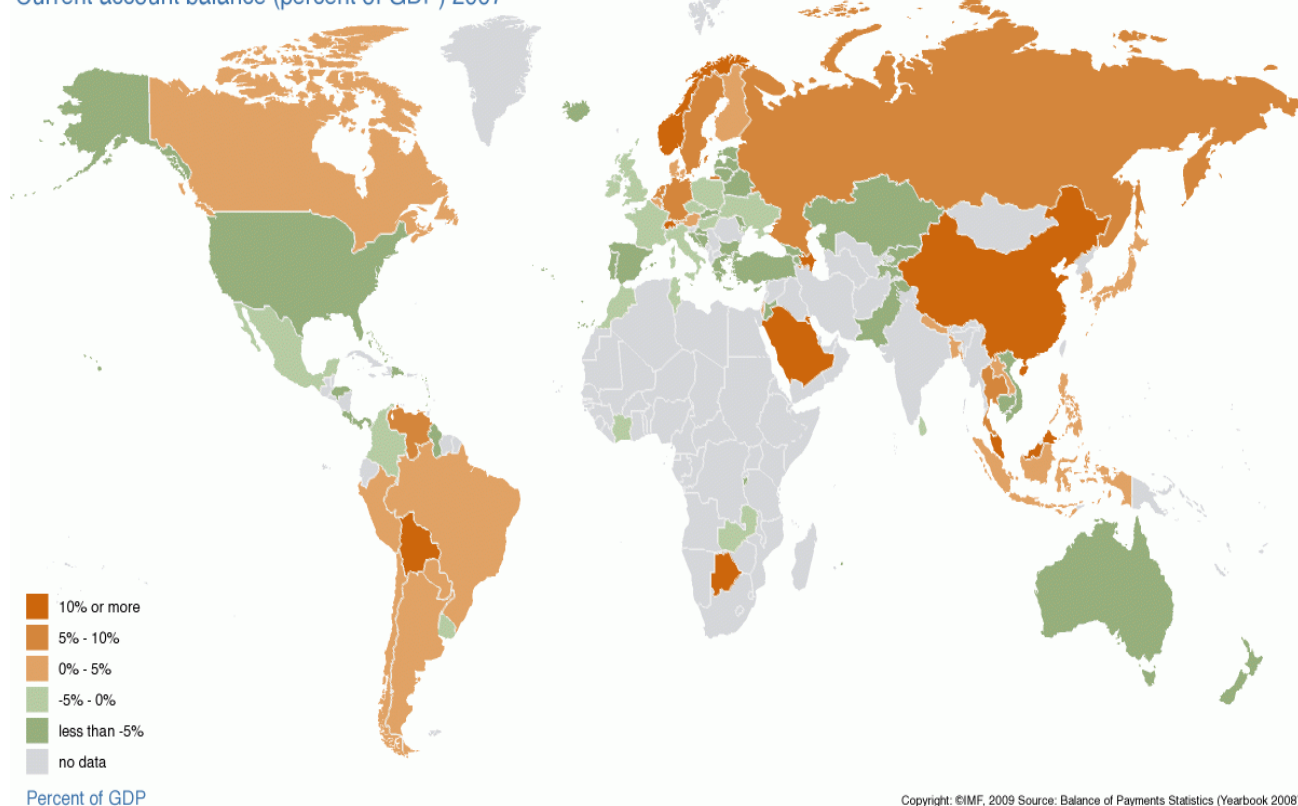 Current account balance (percent of GDP) 2007
10% or more
5% - 10%
0% - 5%
-5% - 0%
less than -5%
no data
Percent of GDP
Copyright: ©IMF, 2009 Source: Balance of Payments Statistics (Yearbook 2008)